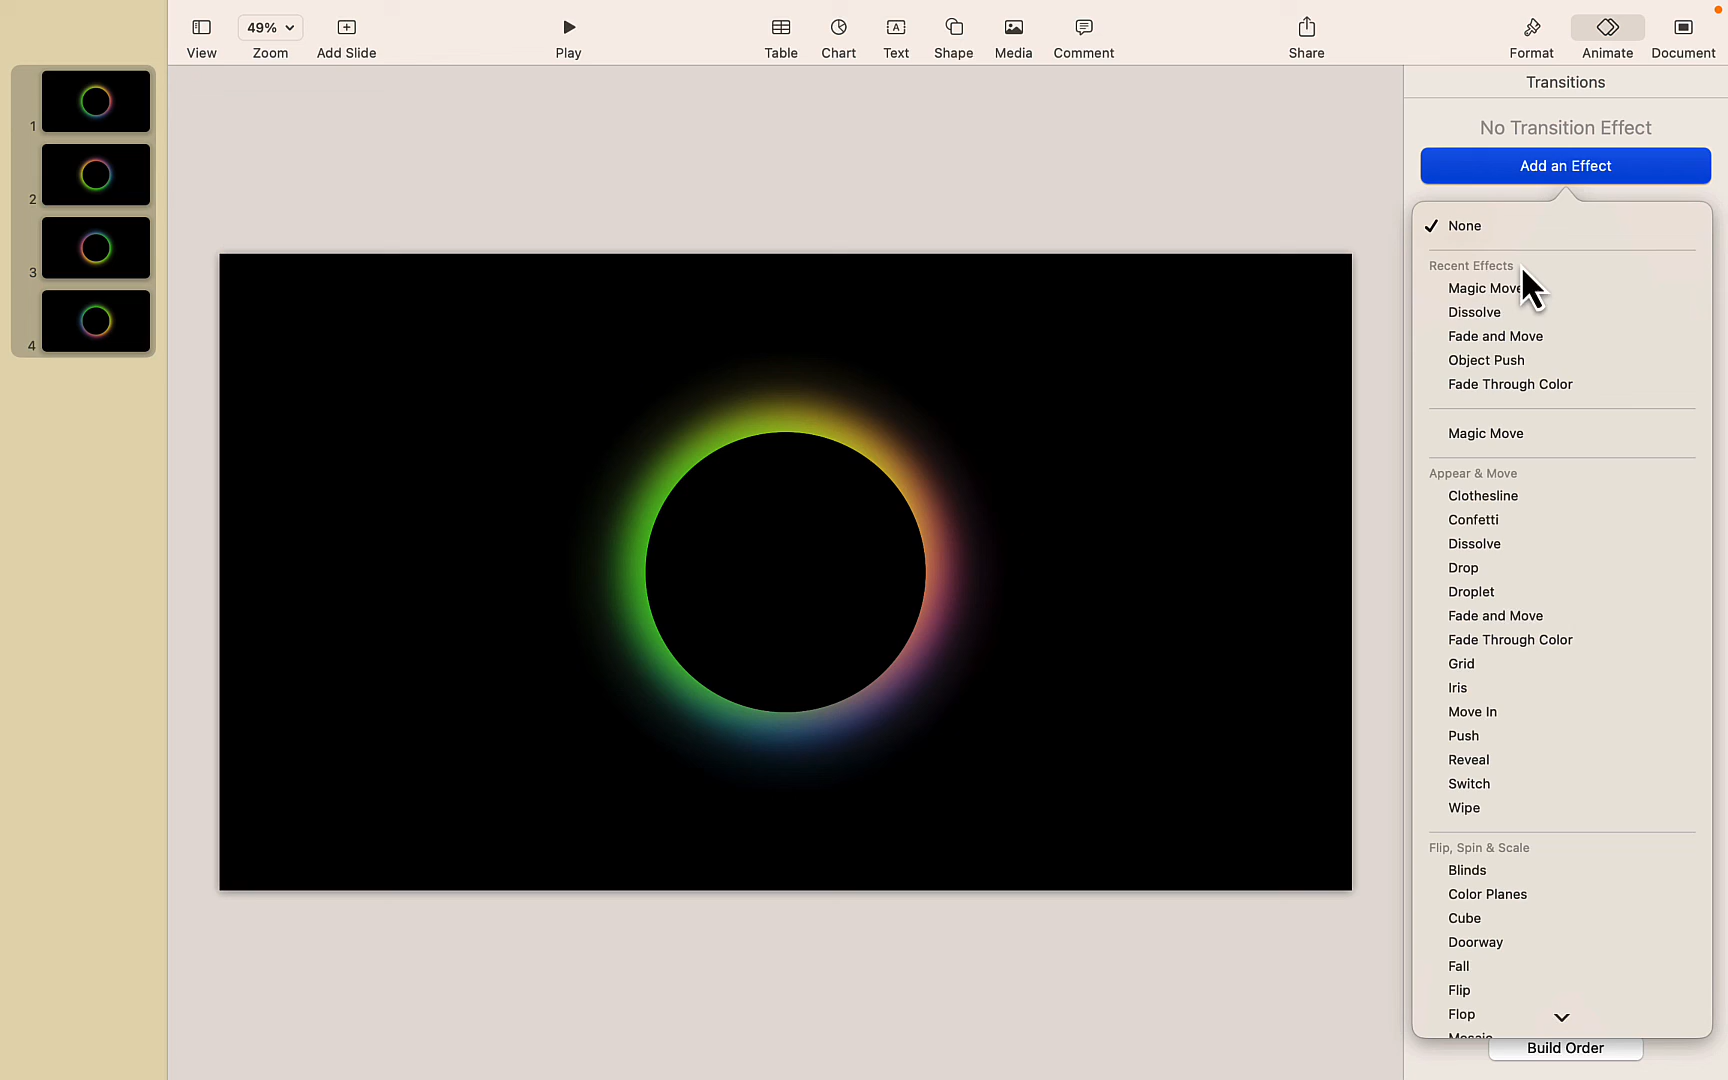 49%
View
Zoom
Add Slide
Play
Table
Chart
Text
Shape
Media
Comment
Share
Format
Animate
Document
1
2
3
4
Transitions
No Transition Effect
Add an Effect
None
Recent Effects
Magic Move
Dissolve
Fade and Move
Object Push
Fade Through Color
Magic Move
Appear & Move
Clothesline
Confetti
Dissolve
Drop
Droplet
Fade and Move
Fade Through Color
Grid
Iris
Move In
Push
Reveal
Switch
Wipe
Flip, Spin & Scale
Blinds
Color Planes
Cube
Doorway
Fall
Flip
Flop
Mosaic
Build Order